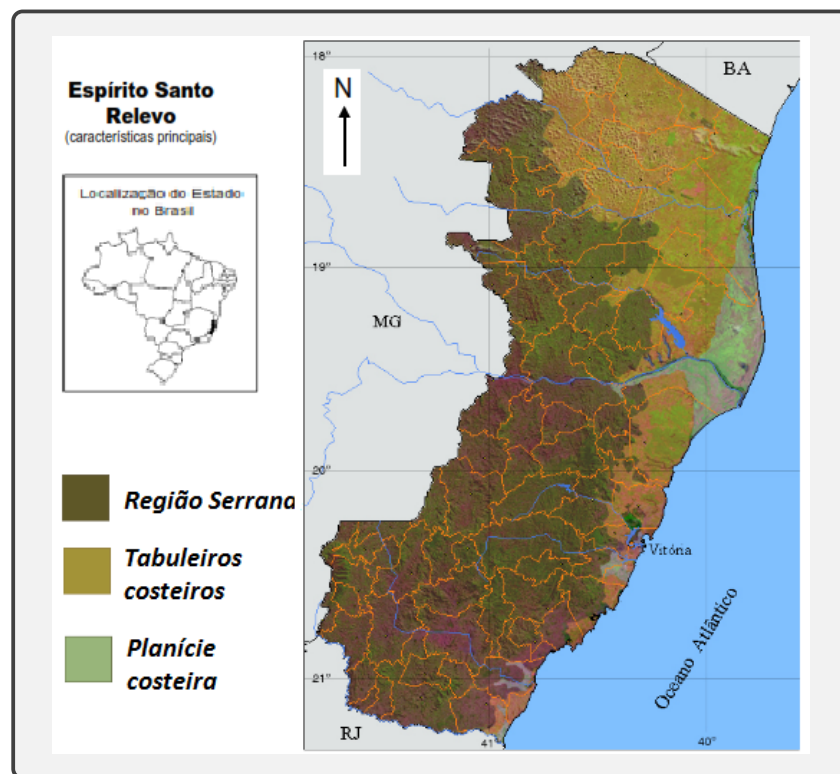 Espírito Santo
Relevo
(características principais)
Localização do Estado
no Brasil
Região Serrana
Tabuleiros
costeiros
Planície
costeira
N
18°
19°
20°
21°
41°
40°
BA
MG
RJ
Vitória
Oceano Atlântico